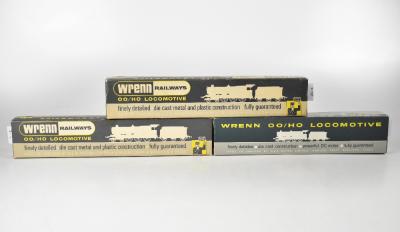 Wrenn RAILWAYS
OO/HO LOCOMOTIVE
finely detailed die cast metal and plastic construction fully guaranteed
Wrenn RAILWAYS
OO/HO LOCOMOTIVE
finely detailed die cast metal and plastic construction fully guaranteed
WRENN OO/HO LOCOMOTIVE
finely detailed die cast construction powerful DC motor fully guaranteed